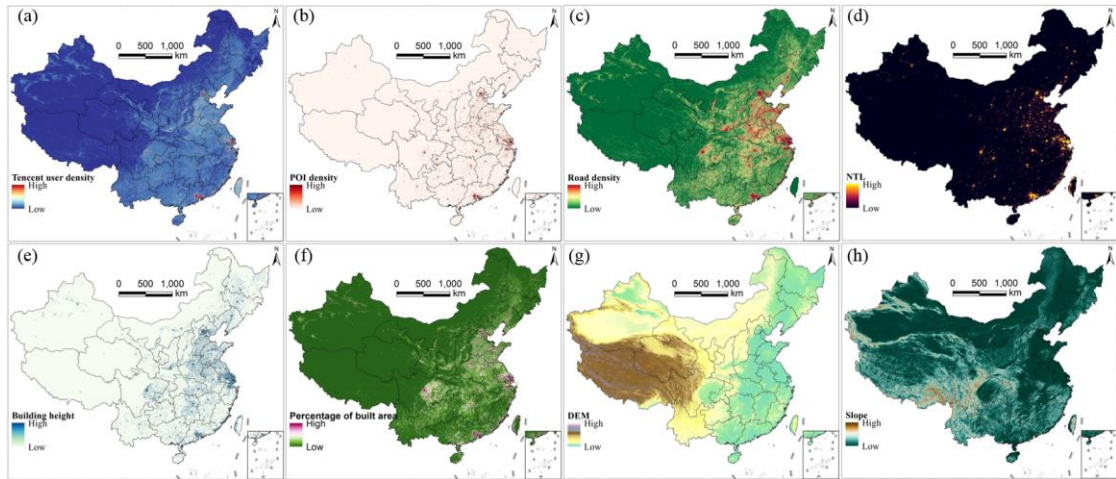 (a)
N
0 500 1,000
km
Tencent user density
High
Low
(b)
N
0 500 1,000
km
POI density
High
Low
(c)
N
0 500 1,000
km
Road density
High
Low
(d)
N
0 500 1,000
km
NTL
High
Low
(e)
N
0 500 1,000
km
Building height
High
Low
(f)
N
0 500 1,000
km
Percentage of built area
High
Low
(g)
N
0 500 1,000
km
DEM
High
Low
(h)
N
0 500 1,000
km
Slope
High
Low